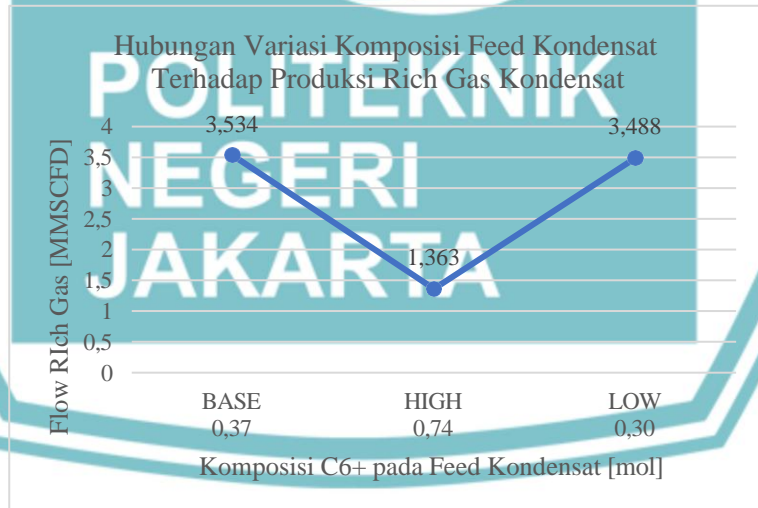 POLITEKNIK
NEGERI
JAKARTA
Hubungan Variasi Komposisi Feed Kondensat
Terhadap Produksi Rich Gas Kondensat
Flow RIch Gas [MMSCFD]
4
3,5
3
2,5
2
1,5
1
0,5
0
3,534
1,363
3,488
BASE HIGH LOW
0,37 0,74 0,30
Komposisi C6+ pada Feed Kondensat [mol]